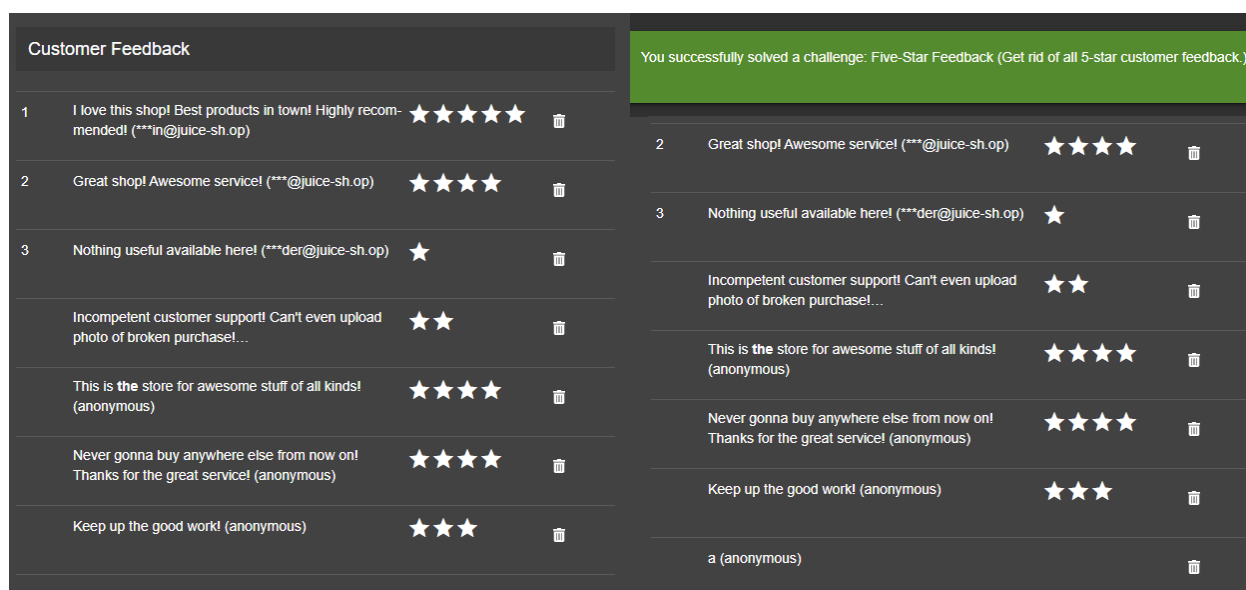 Customer Feedback
1
I love this shop! Best products in town! Highly recom-
mended! (***in@juice-sh.op)
2
Great shop! Awesome service! (***@juice-sh.op)
3
Nothing useful available here! (***der@juice-sh.op)
Incompetent customer support! Can't even upload
photo of broken purchase!…
This is the store for awesome stuff of all kinds!
(anonymous)
Never gonna buy anywhere else from now on!
Thanks for the great service! (anonymous)
Keep up the good work! (anonymous)
You successfully solved a challenge: Five-Star Feedback (Get rid of all 5-star customer feedback.)
2
Great shop! Awesome service! (***@juice-sh.op)
3
Nothing useful available here! (***der@juice-sh.op)
Incompetent customer support! Can't even upload
photo of broken purchase!…
This is the store for awesome stuff of all kinds!
(anonymous)
Never gonna buy anywhere else from now on!
Thanks for the great service! (anonymous)
Keep up the good work! (anonymous)
a (anonymous)